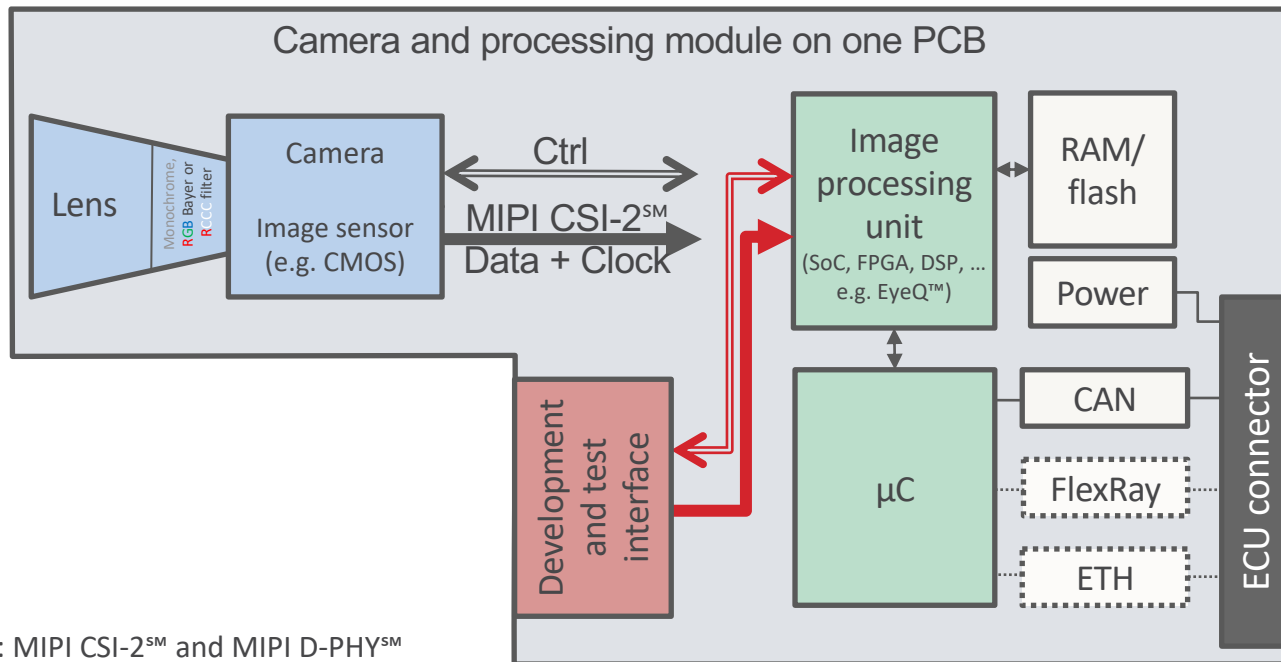 Camera and processing module on one PCB
Lens
Monochrome,
RGB Bayer or
RCCC filter
Camera
Image sensor
(e.g. CMOS)
Ctrl
MIPI CSI-2℠
Data + Clock
Image
processing
unit
(SoC, FPGA, DSP, ...
e.g. EyeQ™)
RAM/
flash
Power
Development
and test
interface
µC
CAN
FlexRay
ETH
ECU connector
: MIPI CSI-2℠ and MIPI D-PHY℠